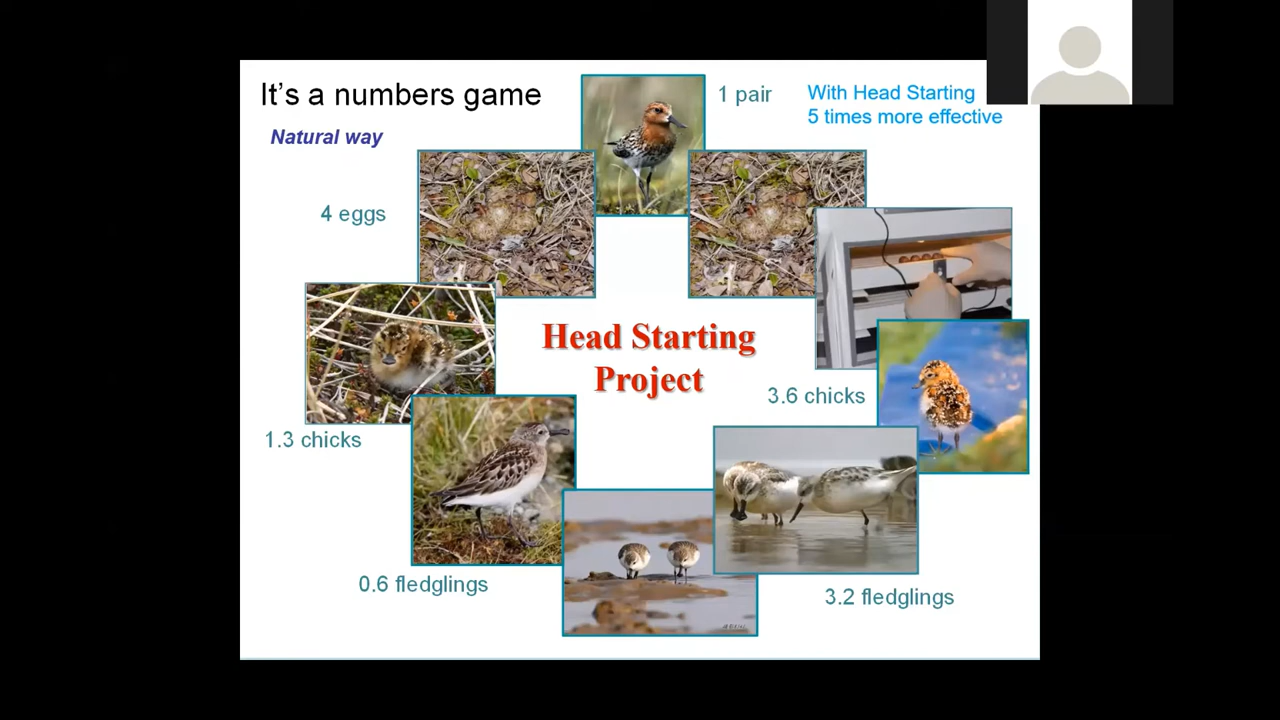 It's a numbers game
Natural way
1 pair
With Head Starting
5 times more effective
4 eggs
Head Starting
Project
3.6 chicks
1.3 chicks
0.6 fledglings
3.2 fledglings